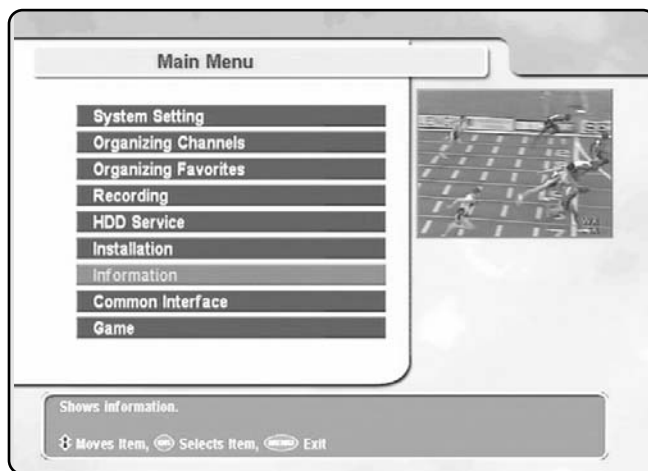 Main Menu
System Setting
Organizing Channels
Organizing Favorites
Recording
HDD Service
Installation
Information
Common Interface
Game
Shows information.
Moves Item, Selects Item, MENU Exit